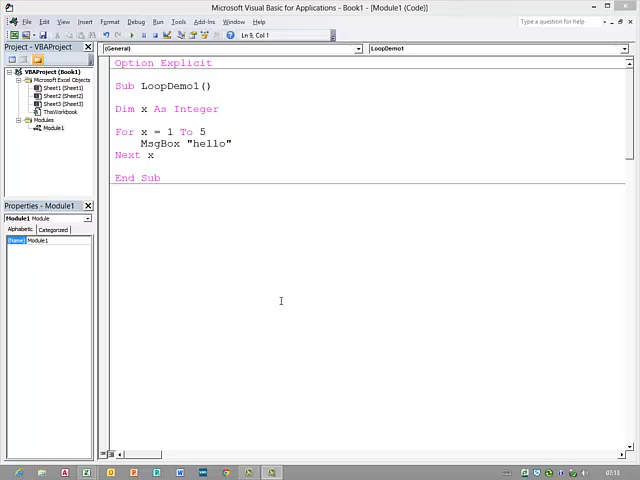 Microsoft Visual Basic for Applications - Book1 - [Module1 (Code)]
File Edit View Insert Format Debug Run Tools Add-Ins Window Help
Type a question for help
Ln 9, Col 1
Project - VBAProject
(General)
LoopDemo1
VBAProject (Book1)
Microsoft Excel Objects
Sheet1 (Sheet1)
Sheet2 (Sheet2)
Sheet3 (Sheet3)
ThisWorkbook
Modules
Module1
Option Explicit
Sub LoopDemo1()
Dim x As Integer
For x = 1 To 5
MsgBox "hello"
Next x
End Sub
Properties - Module1
Module1 Module
Alphabetic Categorized
(Name) Module1
07:13